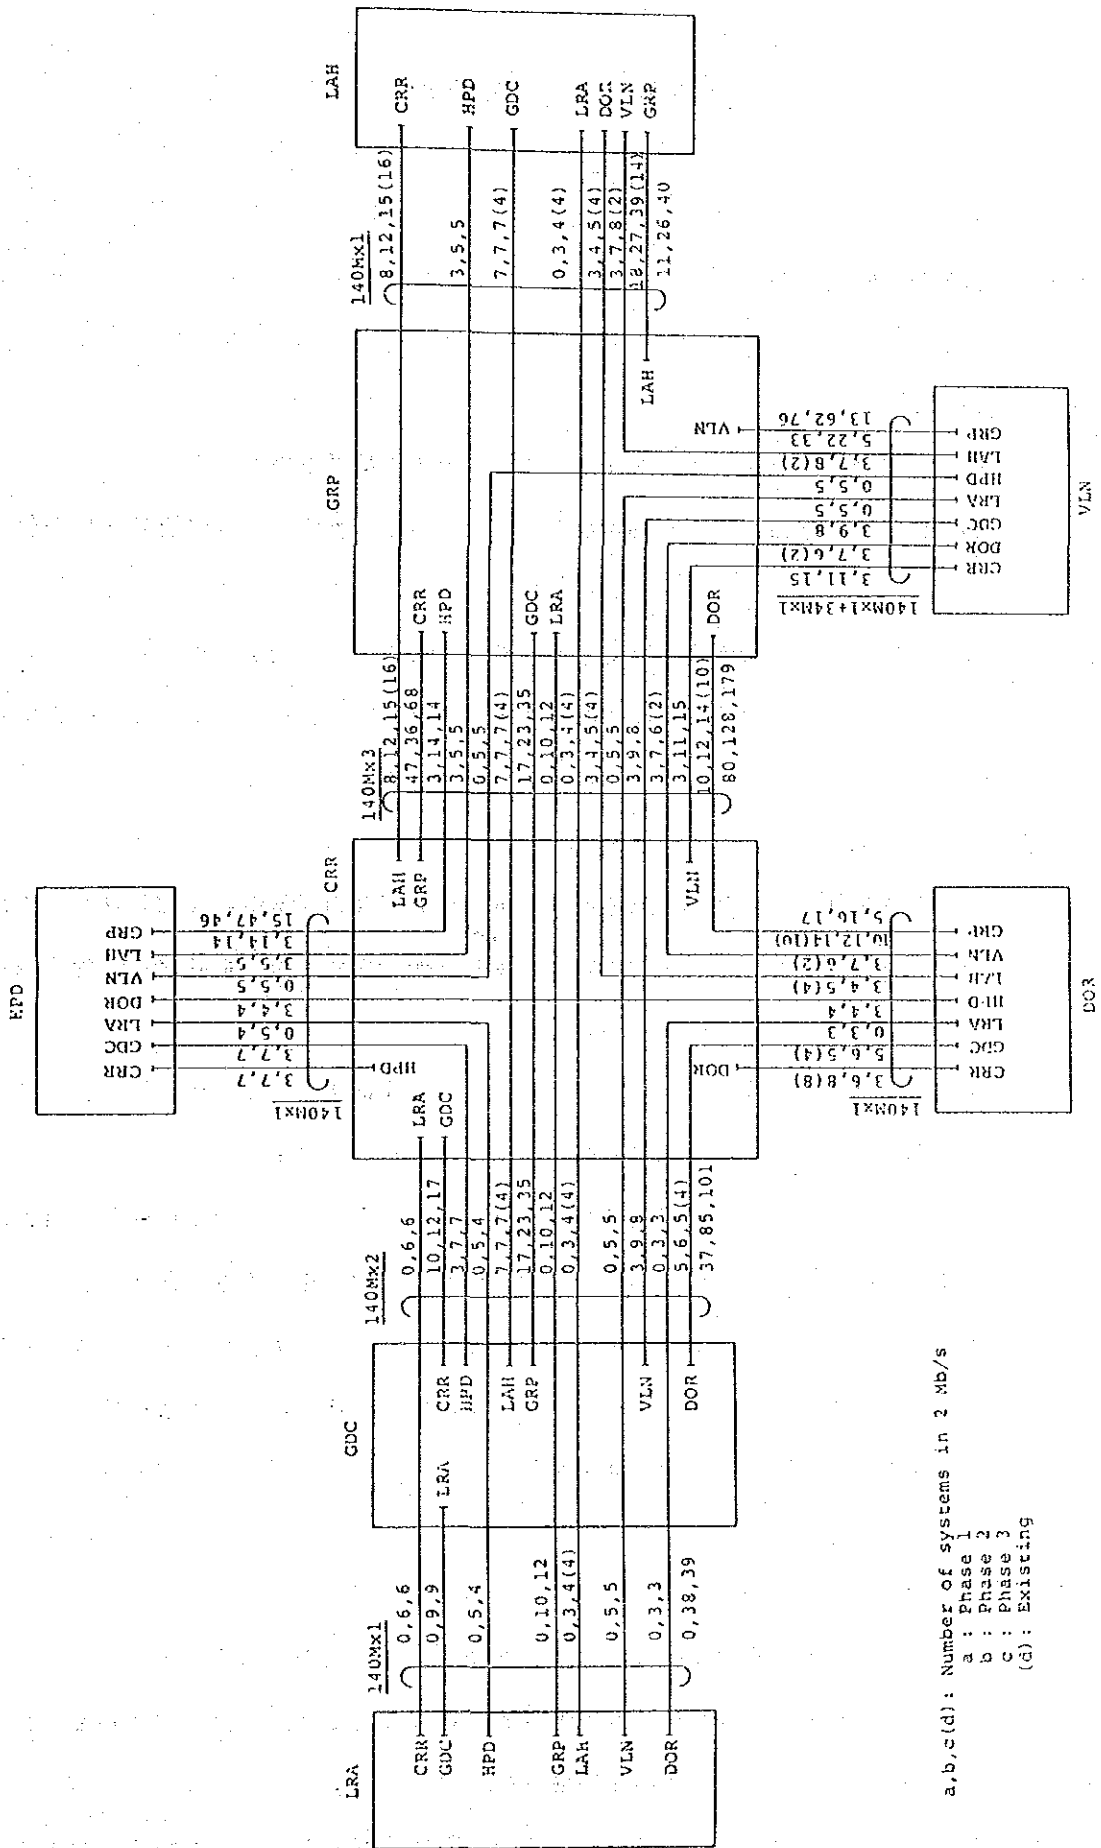 LRA
140Mx1
CRR
0,6,6
GDC
0,9,9
HPD
0,5,4
GRP
0,10,12
LAH
0,3,4(4)
VLN
0,5,5
DOR
0,3,3
0,38,39
GDC
LRA
CRR
HPD
LAH
GRP
VLN
DOR
140Mx2
0,6,6
10,12,17
3,7,7
0,5,4
7,7,7(4)
17,23,35
0,10,12
0,3,4(4)
0,5,5
3,9,8
0,3,3
5,6,5(4)
37,85,101
HPD
CRR
GDC
LRA
DOR
VLN
LAH
GRP
3,7,7
3,7,7
0,5,4
3,4,4
0,5,5
3,5,5
3,14,14
15,47,46
140Mx1
CRR
LRA
GDC
HPD
DOR
LAH
GRP
VLN
140Mx3
8,12,15(16)
47,36,68
3,14,14
3,5,5
0,5,5
7,7,7(4)
17,23,35
0,10,12
0,3,4(4)
3,4,5(4)
0,5,5
3,9,8
3,7,6(2)
3,11,15
10,12,14(10)
80,128,179
140Mx1
3,6,8(8)
5,6,5(4)
0,3,3
3,4,4
3,4,5(4)
3,7,6(2)
10,12,14(10)
5,16,17
CRR
GDC
LRA
HPD
LAH
VLN
GRP
DOR
GRP
CRR
HPD
GDC
LRA
DOR
VLN
LAH
140Mx1+34Mx1
3,11,15
3,7,6(2)
3,9,8
0,5,5
0,5,5
3,7,8(2)
5,22,33
13,62,76
CRR
DOR
GDC
LRA
HPD
LAH
GRP
VLN
140Mx1
8,12,15(16)
3,5,5
7,7,7(4)
0,3,4(4)
3,4,5(4)
3,7,8(2)
18,27,39(14)
11,26,40
LAH
CRR
HPD
GDC
LRA
DOR
VLN
GRP
a,b,c(d): Number of systems in 2 Mb/s
a : Phase 1
b : Phase 2
c : Phase 3
(d): Existing